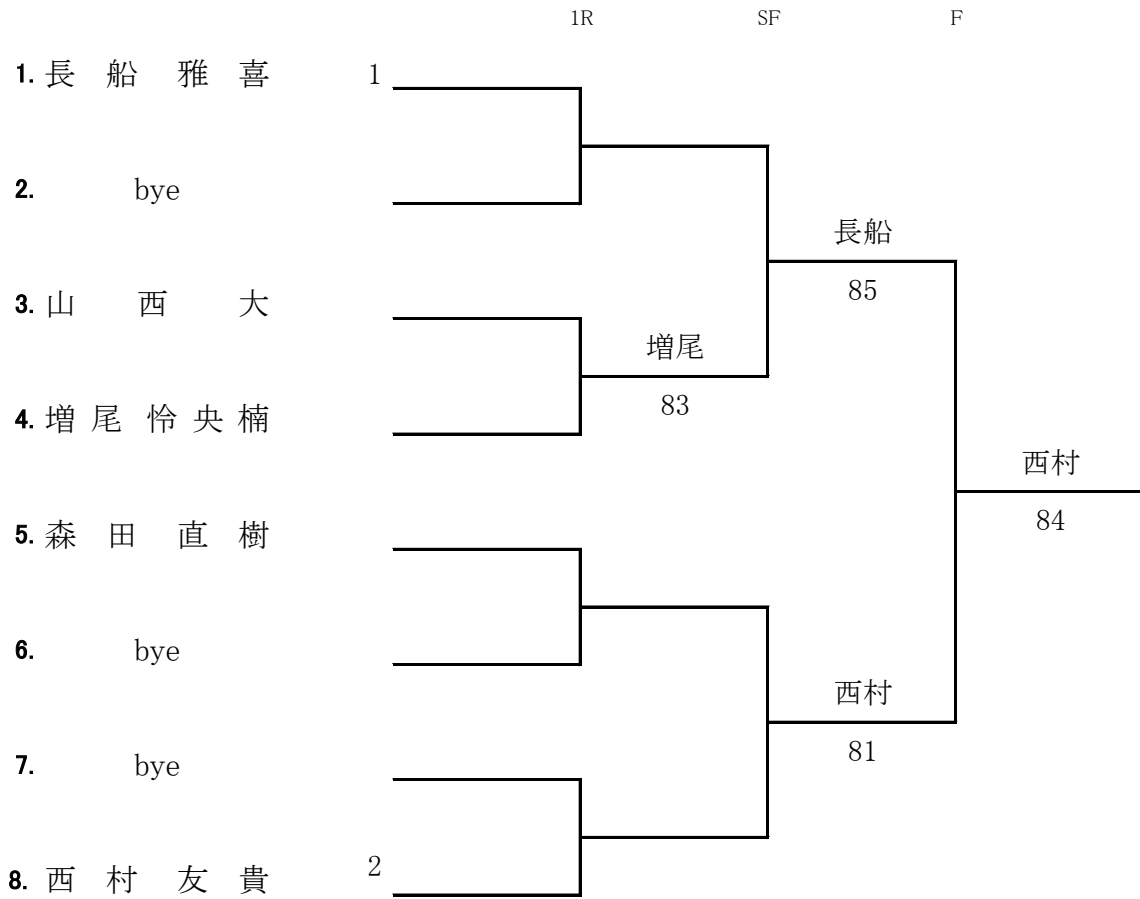 1R SF F
1. 長船 雅喜 1
2. bye
長船
85
3. 山西 大
増尾
83
4. 増尾 怜央楠
西村
84
5. 森田 直樹
6. bye
西村
81
7. bye
8. 西村 友貴 2